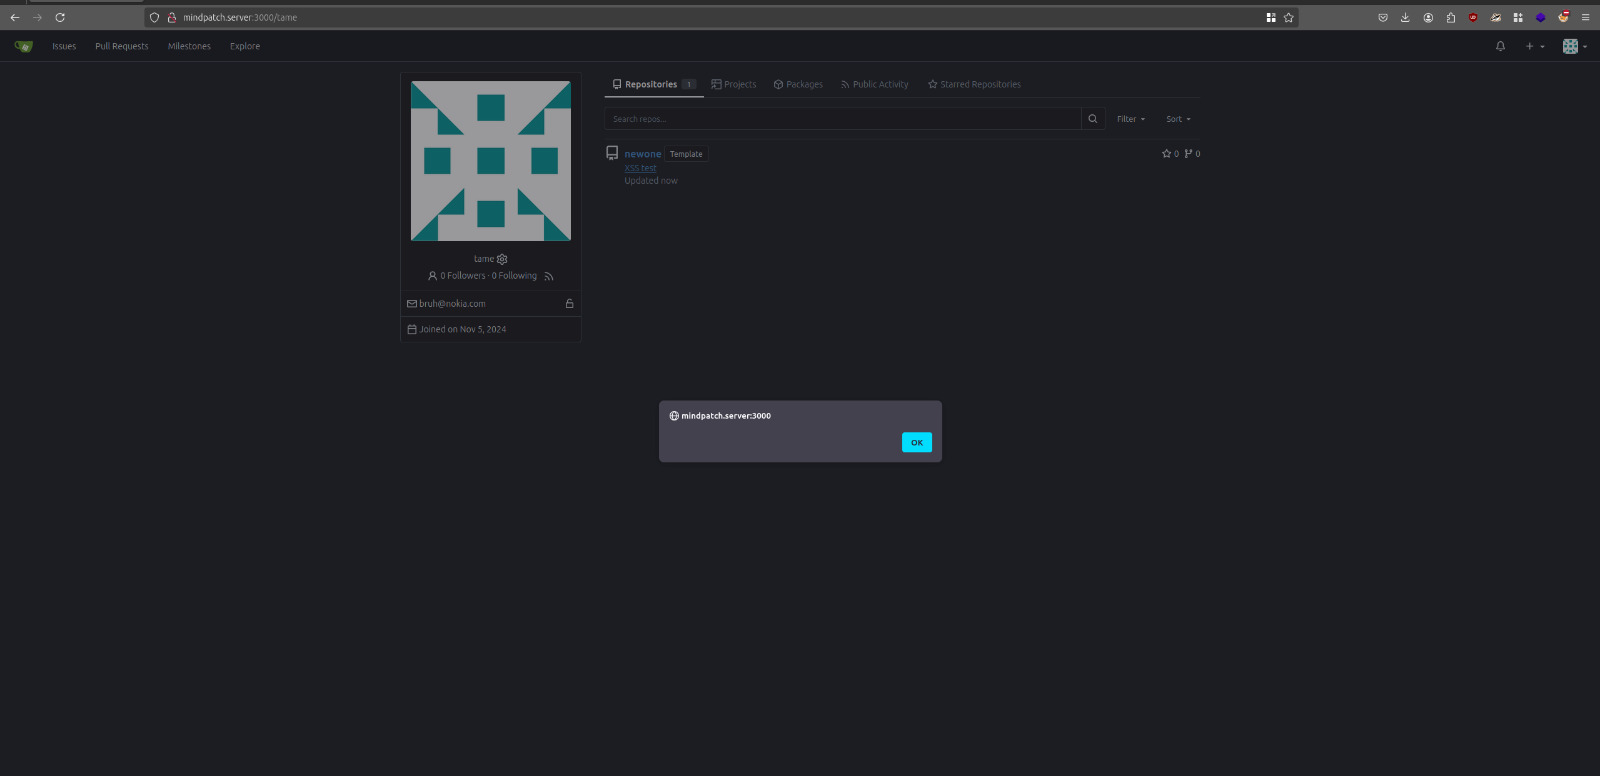 mindpatch.server:3000/tame
Issues Pull Requests Milestones Explore
Repositories 1 Projects Packages Public Activity Starred Repositories
Search repos... Filter Sort
newone Template 0 0
XSS test
Updated now
tame
0 Followers · 0 Following
bruh@nokia.com
Joined on Nov 5, 2024
mindpatch.server:3000
OK